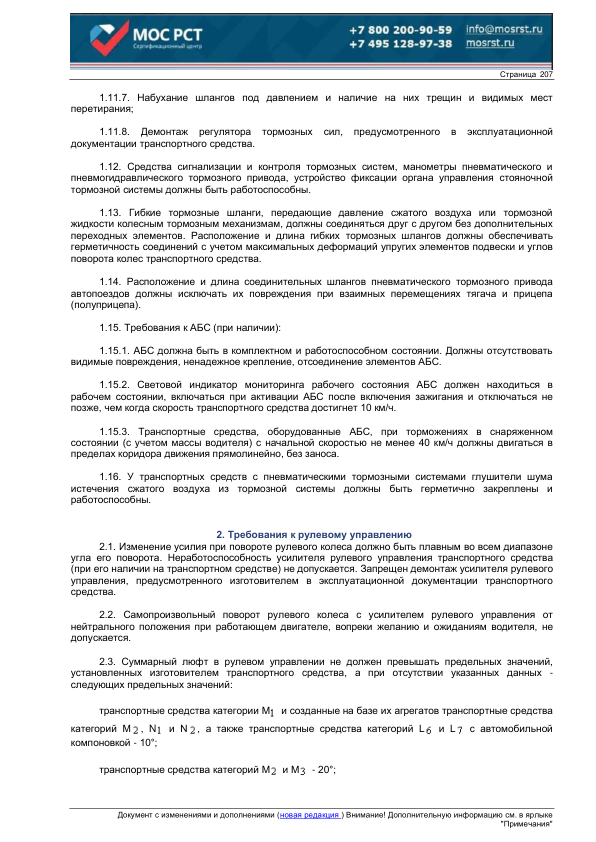 МОС РСТ
Сертификационный центр
+7 800 200-90-59 info@mosrst.ru
+7 495 128-97-38 mosrst.ru
Страница 207
1.11.7. Набухание шлангов под давлением и наличие на них трещин и видимых мест
перетирания;
1.11.8. Демонтаж регулятора тормозных сил, предусмотренного в эксплуатационной
документации транспортного средства.
1.12. Средства сигнализации и контроля тормозных систем, манометры пневматического и
пневмогидравлического тормозного привода, устройство фиксации органа управления стояночной
тормозной системы должны быть работоспособны.
1.13. Гибкие тормозные шланги, передающие давление сжатого воздуха или тормозной
жидкости колесным тормозным механизмам, должны соединяться друг с другом без дополнительных
переходных элементов. Расположение и длина гибких тормозных шлангов должны обеспечивать
герметичность соединений с учетом максимальных деформаций упругих элементов подвески и углов
поворота колес транспортного средства.
1.14. Расположение и длина соединительных шлангов пневматического тормозного привода
автопоездов должны исключать их повреждения при взаимных перемещениях тягача и прицепа
(полуприцепа).
1.15. Требования к АБС (при наличии):
1.15.1. АБС должна быть в комплектном и работоспособном состоянии. Должны отсутствовать
видимые повреждения, ненадежное крепление, отсоединение элементов АБС.
1.15.2. Световой индикатор мониторинга рабочего состояния АБС должен находиться в
рабочем состоянии, включаться при активации АБС после включения зажигания и отключаться не
позже, чем когда скорость транспортного средства достигнет 10 км/ч.
1.15.3. Транспортные средства, оборудованные АБС, при торможениях в снаряженном
состоянии (с учетом массы водителя) с начальной скоростью не менее 40 км/ч должны двигаться в
пределах коридора движения прямолинейно, без заноса.
1.16. У транспортных средств с пневматическими тормозными системами глушители шума
истечения сжатого воздуха из тормозной системы должны быть герметично закреплены и
работоспособны.
2. Требования к рулевому управлению
2.1. Изменение усилия при повороте рулевого колеса должно быть плавным во всем диапазоне
угла его поворота. Неработоспособность усилителя рулевого управления транспортного средства
(при его наличии на транспортном средстве) не допускается. Запрещен демонтаж усилителя рулевого
управления, предусмотренного изготовителем в эксплуатационной документации транспортного
средства.
2.2. Самопроизвольный поворот рулевого колеса с усилителем рулевого управления от
нейтрального положения при работающем двигателе, вопреки желанию и ожиданиям водителя, не
допускается.
2.3. Суммарный люфт в рулевом управлении не должен превышать предельных значений,
установленных изготовителем транспортного средства, а при отсутствии указанных данных -
следующих предельных значений:
транспортные средства категории M1 и созданные на базе их агрегатов транспортные средства
категорий M2, N1 и N2, а также транспортные средства категорий L6 и L7 с автомобильной
компоновкой - 10°;
транспортные средства категорий M2 и M3 - 20°;
Документ с изменениями и дополнениями (новая редакция ) Внимание! Дополнительную информацию см. в ярлыке
"Примечания"